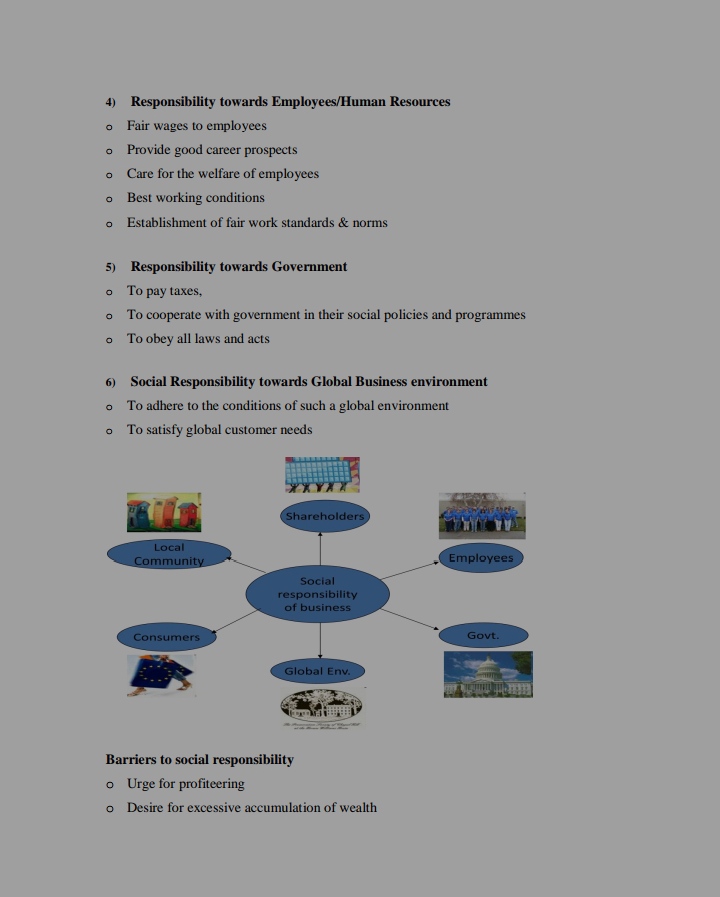 4) Responsibility towards Employees/Human Resources
o Fair wages to employees
o Provide good career prospects
o Care for the welfare of employees
o Best working conditions
o Establishment of fair work standards & norms
5) Responsibility towards Government
o To pay taxes,
o To cooperate with government in their social policies and programmes
o To obey all laws and acts
6) Social Responsibility towards Global Business environment
o To adhere to the conditions of such a global environment
o To satisfy global customer needs
Shareholders
Local
Community
Employees
Social
responsibility
of business
Consumers
Govt.
Global Env.
Barriers to social responsibility
o Urge for profiteering
o Desire for excessive accumulation of wealth